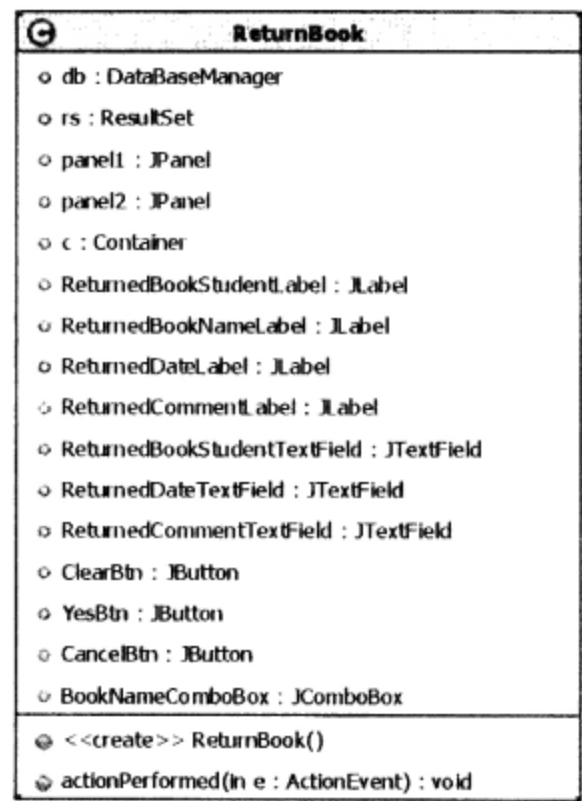 C ReturnBook
db : DataBaseManager
rs : ResultSet
panel1 : JPanel
panel2 : JPanel
c : Container
ReturnedBookStudentLabel : JLabel
ReturnedBookNameLabel : JLabel
ReturnedDateLabel : JLabel
ReturnedCommentLabel : JLabel
ReturnedBookStudentTextField : JTextField
ReturnedDateTextField : JTextField
ReturnedCommentTextField : JTextField
ClearBtn : JButton
YesBtn : JButton
CancelBtn : JButton
BookNameComboBox : JComboBox
<<create>> ReturnBook()
actionPerformed(in e : ActionEvent) : void